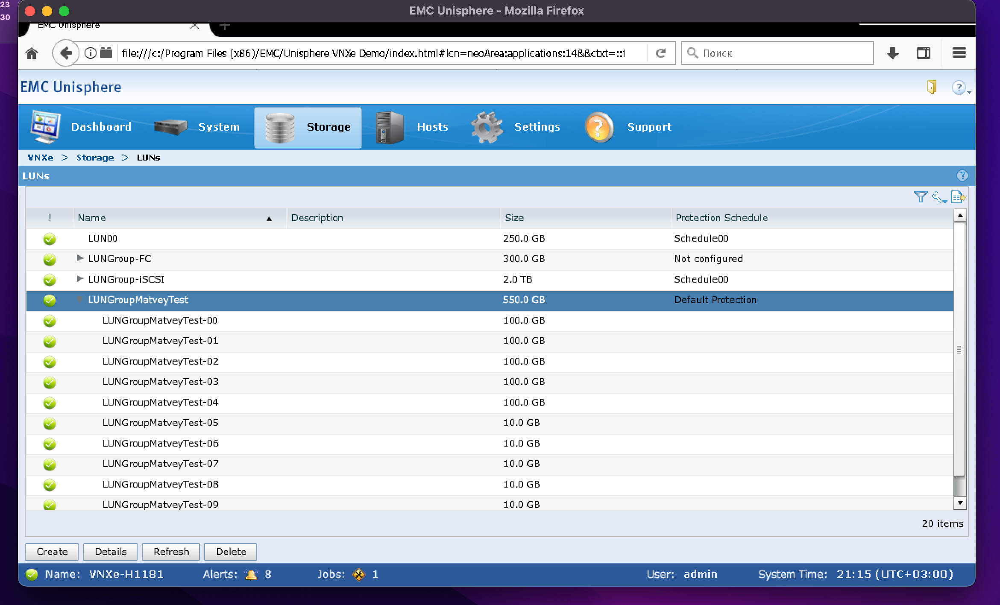 23
30
EMC Unisphere - Mozilla Firefox
EMC Unisphere
file:///c:/Program Files (x86)/EMC/Unisphere VNXe Demo/index.html#lcn=neoArea:applications:14&&ctxt=::1
Поиск
EMC Unisphere
Dashboard System Storage Hosts Settings Support
VNXe > Storage > LUNs
LUNs
! Name Description Size Protection Schedule
LUN00 250.0 GB Schedule00
LUNGroup-FC 300.0 GB Not configured
LUNGroup-iSCSI 2.0 TB Schedule00
LUNGroupMatveyTest 550.0 GB Default Protection
LUNGroupMatveyTest-00 100.0 GB
LUNGroupMatveyTest-01 100.0 GB
LUNGroupMatveyTest-02 100.0 GB
LUNGroupMatveyTest-03 100.0 GB
LUNGroupMatveyTest-04 100.0 GB
LUNGroupMatveyTest-05 10.0 GB
LUNGroupMatveyTest-06 10.0 GB
LUNGroupMatveyTest-07 10.0 GB
LUNGroupMatveyTest-08 10.0 GB
LUNGroupMatveyTest-09 10.0 GB
20 items
Create Details Refresh Delete
Name: VNXe-H1181 Alerts: 8 Jobs: 1 User: admin System Time: 21:15 (UTC+03:00)